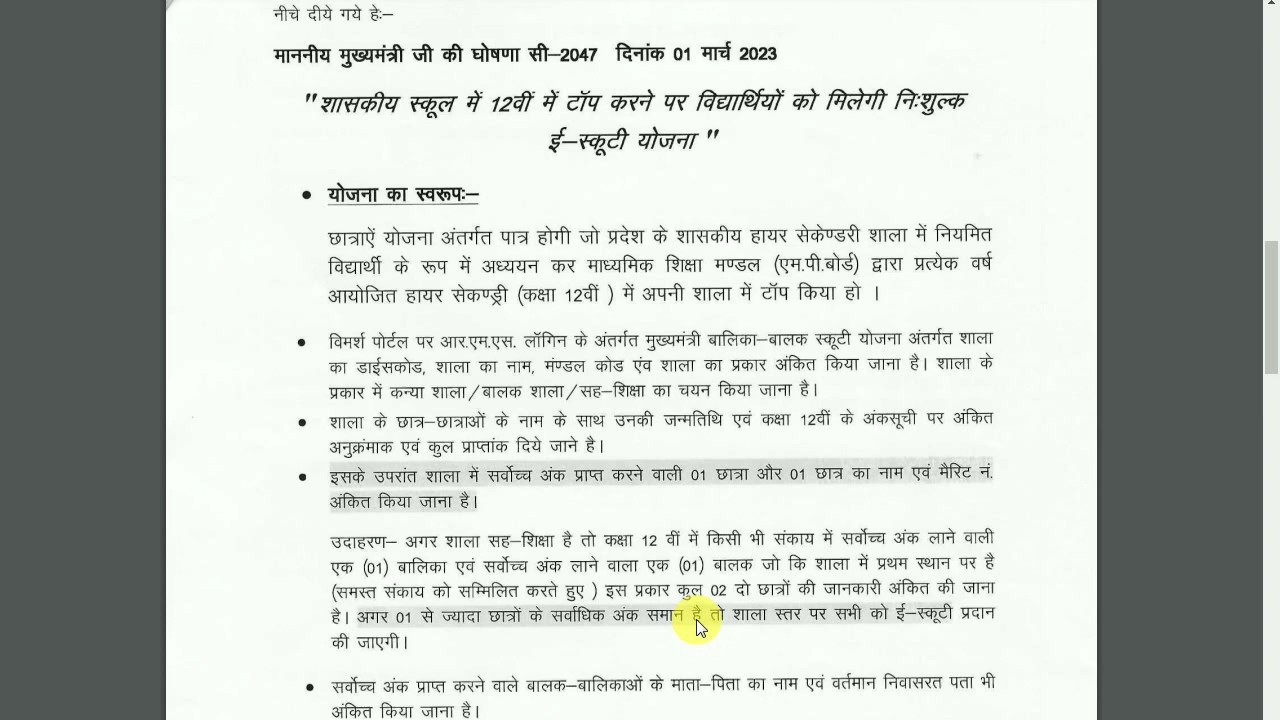 नीचे दीये गये हेः–
माननीय मुख्यमंत्री जी की घोषणा सी–2047 दिनांक 01 मार्च 2023
"शासकीय स्कूल में 12वीं में टॉप करने पर विद्यार्थियों को मिलेगी निःशुल्क
ई–स्कूटी योजना "
• योजना का स्वरूपः–
छात्राऐं योजना अंतर्गत पात्र होगी जो प्रदेश के शासकीय हायर सेकेण्डरी शाला में नियमित
विद्यार्थी के रूप में अध्ययन कर माध्यमिक शिक्षा मण्डल (एम.पी.बोर्ड) द्वारा प्रत्येक वर्ष
आयोजित हायर सेकण्ड्री (कक्षा 12वीं ) में अपनी शाला में टॉप किया हो ।
• विमर्श पोर्टल पर आर.एम.एस. लॉगिन के अंतर्गत मुख्यमंत्री बालिका–बालक स्कूटी योजना अंतर्गत शाला
का डाईसकोड, शाला का नाम, मंण्डल कोड एंव शाला का प्रकार अंकित किया जाना है। शाला के
प्रकार में कन्या शाला/बालक शाला/सह–शिक्षा का चयन किया जाना है।
• शाला के छात्र–छात्राओं के नाम के साथ उनकी जन्मतिथि एवं कक्षा 12वीं के अंकसूची पर अंकित
अनुक्रंमाक एवं कुल प्राप्तांक दिये जाने है।
• इसके उपरांत शाला में सर्वोच्च अंक प्राप्त करने वाली 01 छात्रा और 01 छात्र का नाम एवं मैरिट नं.
अंकित किया जाना है।
उदाहरण– अगर शाला सह–शिक्षा है तो कक्षा 12 वीं में किसी भी संकाय में सर्वोच्च अंक लाने वाली
एक (01) बालिका एवं सर्वोच्च अंक लाने वाला एक (01) बालक जो कि शाला में प्रथम स्थान पर है
(समस्त संकाय को सम्मिलित करते हुए ) इस प्रकार कुल 02 दो छात्रों की जानकारी अंकित की जाना
है। अगर 01 से ज्यादा छात्रों के सर्वाधिक अंक समान है तो शाला स्तर पर सभी को ई–स्कूटी प्रदान
की जाएगी।
• सर्वोच्च अंक प्राप्त करने वाले बालक–बालिकाओं के माता–पिता का नाम एवं वर्तमान निवासरत पता भी
अंकित किया जाना है।